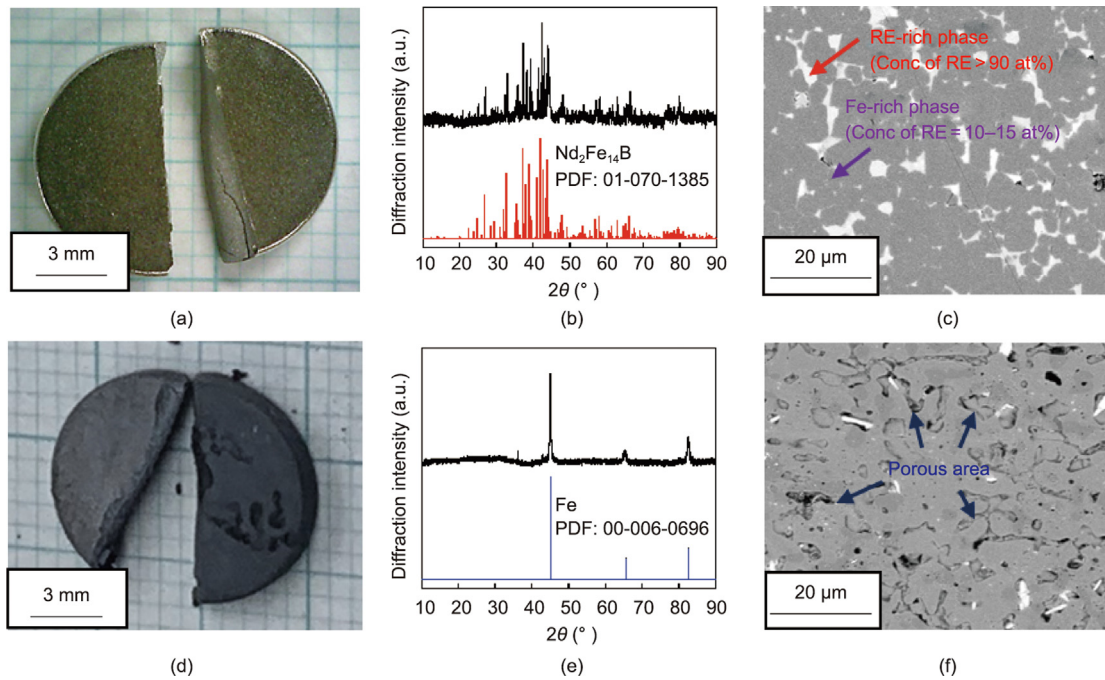 3 mm
(a)
Diffraction intensity (a.u.)
Nd₂Fe₁₄B
PDF: 01-070-1385
10 20 30 40 50 60 70 80 90
2θ (° )
(b)
RE-rich phase
(Conc of RE > 90 at%)
Fe-rich phase
(Conc of RE = 10–15 at%)
20 μm
(c)
3 mm
(d)
Diffraction intensity (a.u.)
Fe
PDF: 00-006-0696
10 20 30 40 50 60 70 80 90
2θ (° )
(e)
Porous area
20 μm
(f)